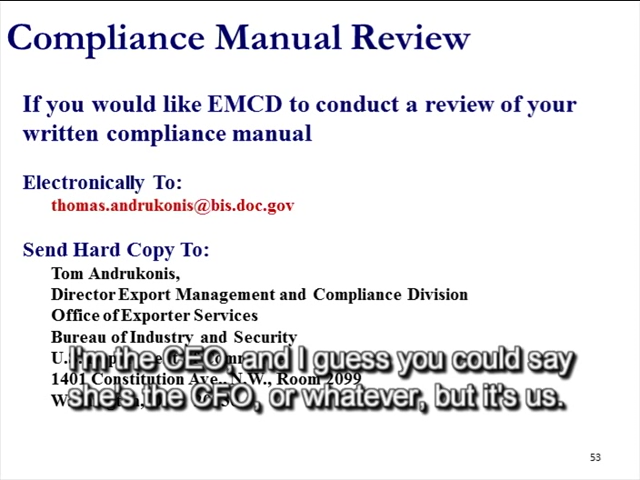 Compliance Manual Review
If you would like EMCD to conduct a review of your
written compliance manual
Electronically To:
thomas.andrukonis@bis.doc.gov
Send Hard Copy To:
Tom Andrukonis,
Director Export Management and Compliance Division
Office of Exporter Services
Bureau of Industry and Security
I'm the CEO, and I guess you could say
1401 Constitution Ave., N.W., Room 2099
she's the CFO, or whatever, but it's us.
53